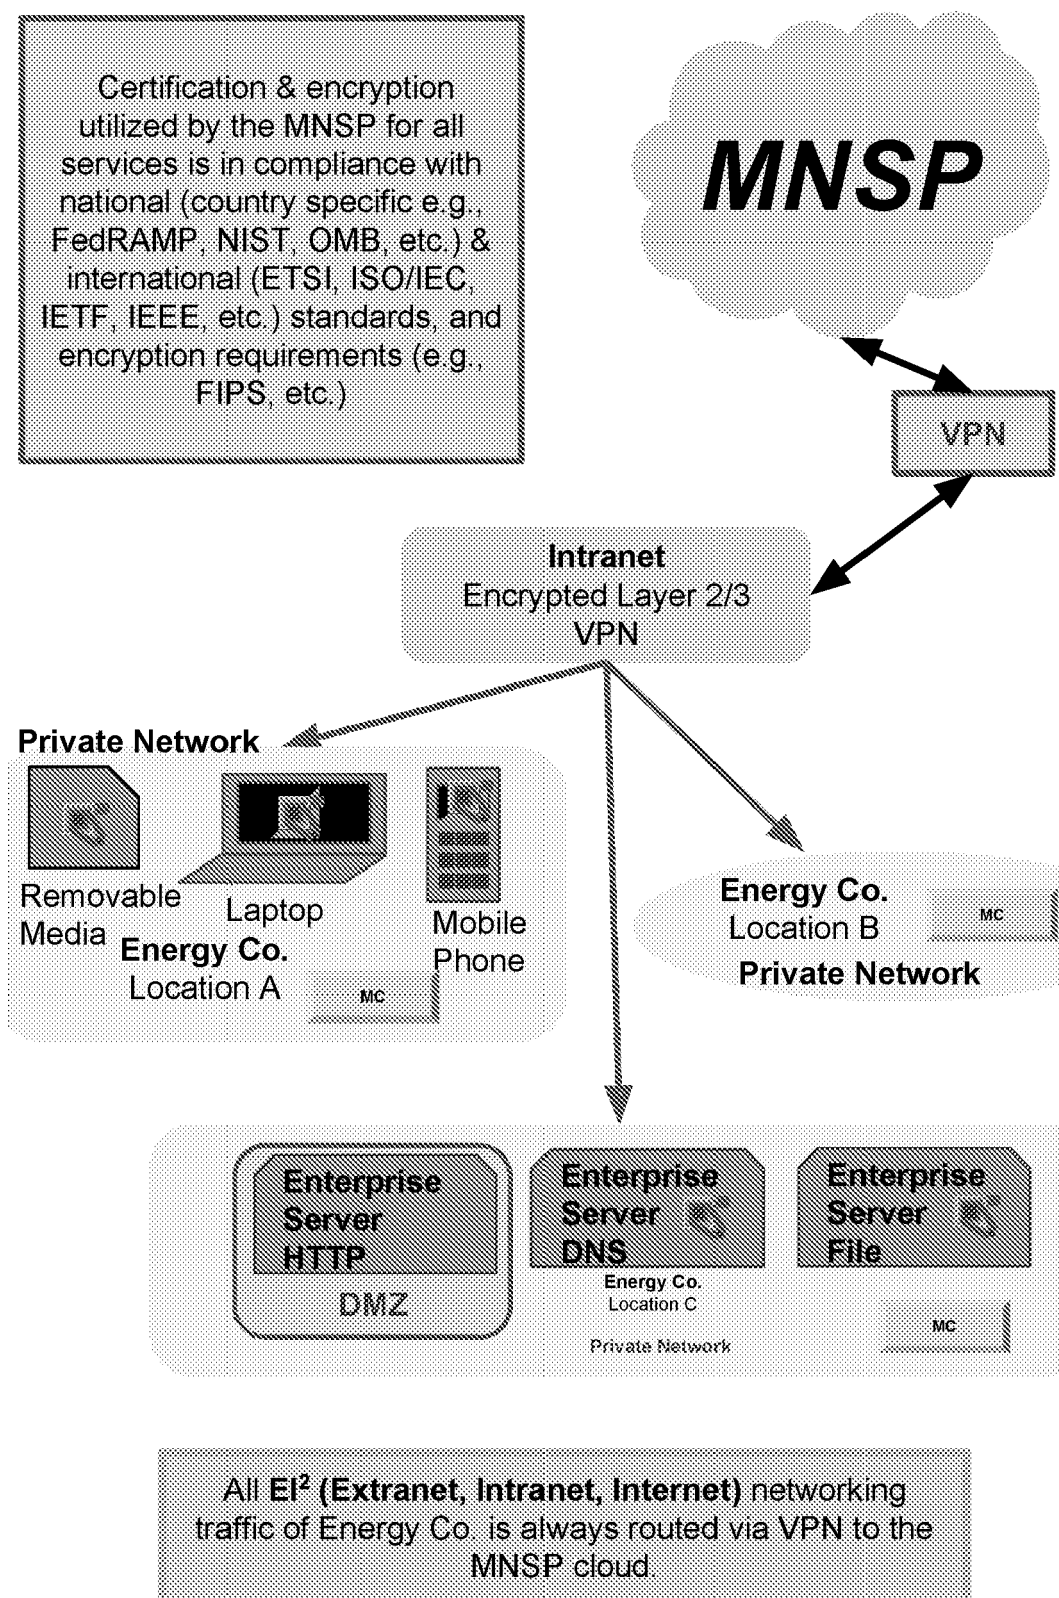 Certification & encryption
utilized by the MNSP for all
services is in compliance with
national (country specific e.g.,
FedRAMP, NIST, OMB, etc.) &
international (ETSI, ISO/IEC,
IETF, IEEE, etc.) standards, and
encryption requirements (e.g.,
FIPS, etc.)
MNSP
VPN
Intranet
Encrypted Layer 2/3
VPN
Private Network
Removable
Media
Laptop
Mobile
Phone
Energy Co.
Location A
MC
Energy Co.
Location B
MC
Private Network
Enterprise
Server
HTTP
DMZ
Enterprise
Server
DNS
Energy Co.
Location C
Private Network
Enterprise
Server
File
MC
All EI² (Extranet, Intranet, Internet) networking
traffic of Energy Co. is always routed via VPN to the
MNSP cloud.